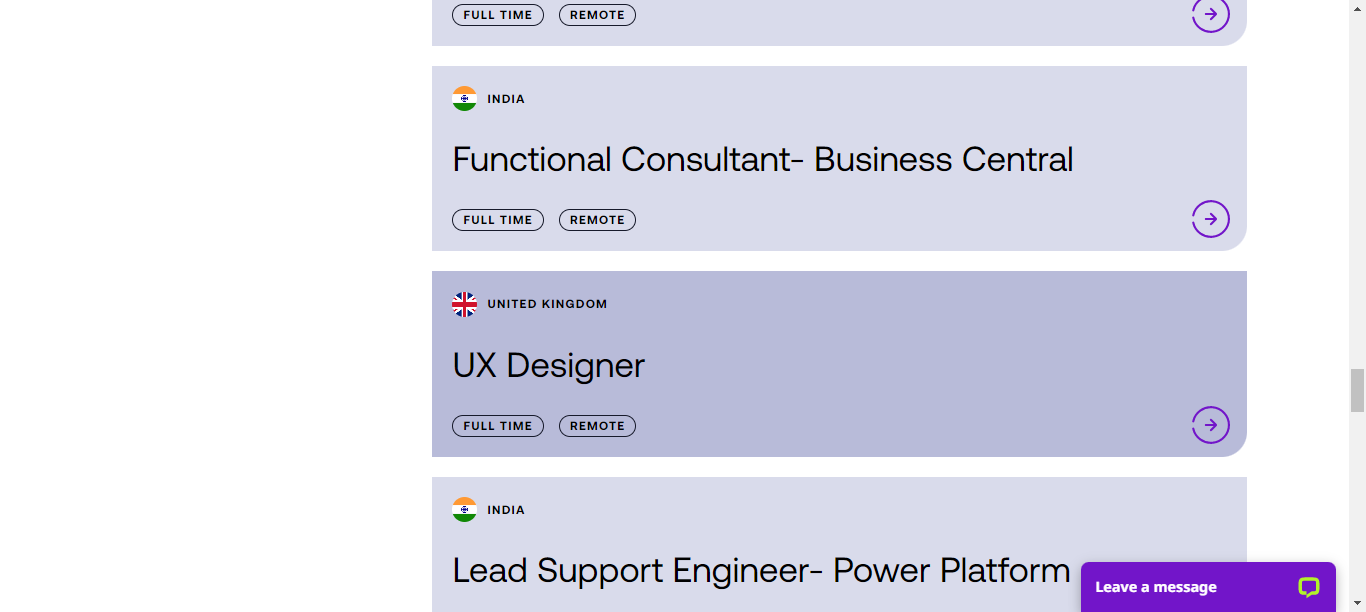 FULL TIME REMOTE
INDIA
Functional Consultant- Business Central
FULL TIME REMOTE
UNITED KINGDOM
UX Designer
FULL TIME REMOTE
INDIA
Lead Support Engineer- Power Platform
Leave a message